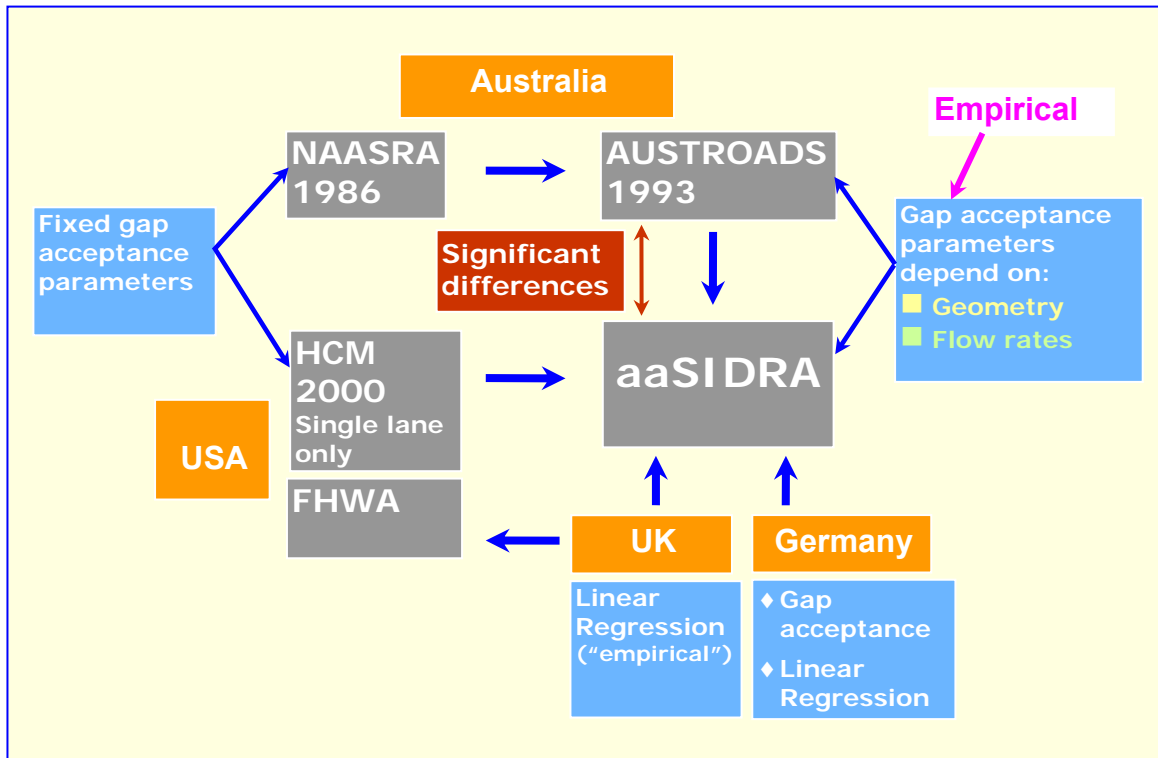 Australia
Empirical
NAASRA
1986
AUSTROADS
1993
Fixed gap
acceptance
parameters
Gap acceptance
parameters
depend on:
Geometry
Flow rates
Significant
differences
HCM
2000
Single lane
only
aaSIDRA
USA
FHWA
UK
Germany
Linear
Regression
(“empirical”)
♦ Gap
acceptance
♦ Linear
Regression